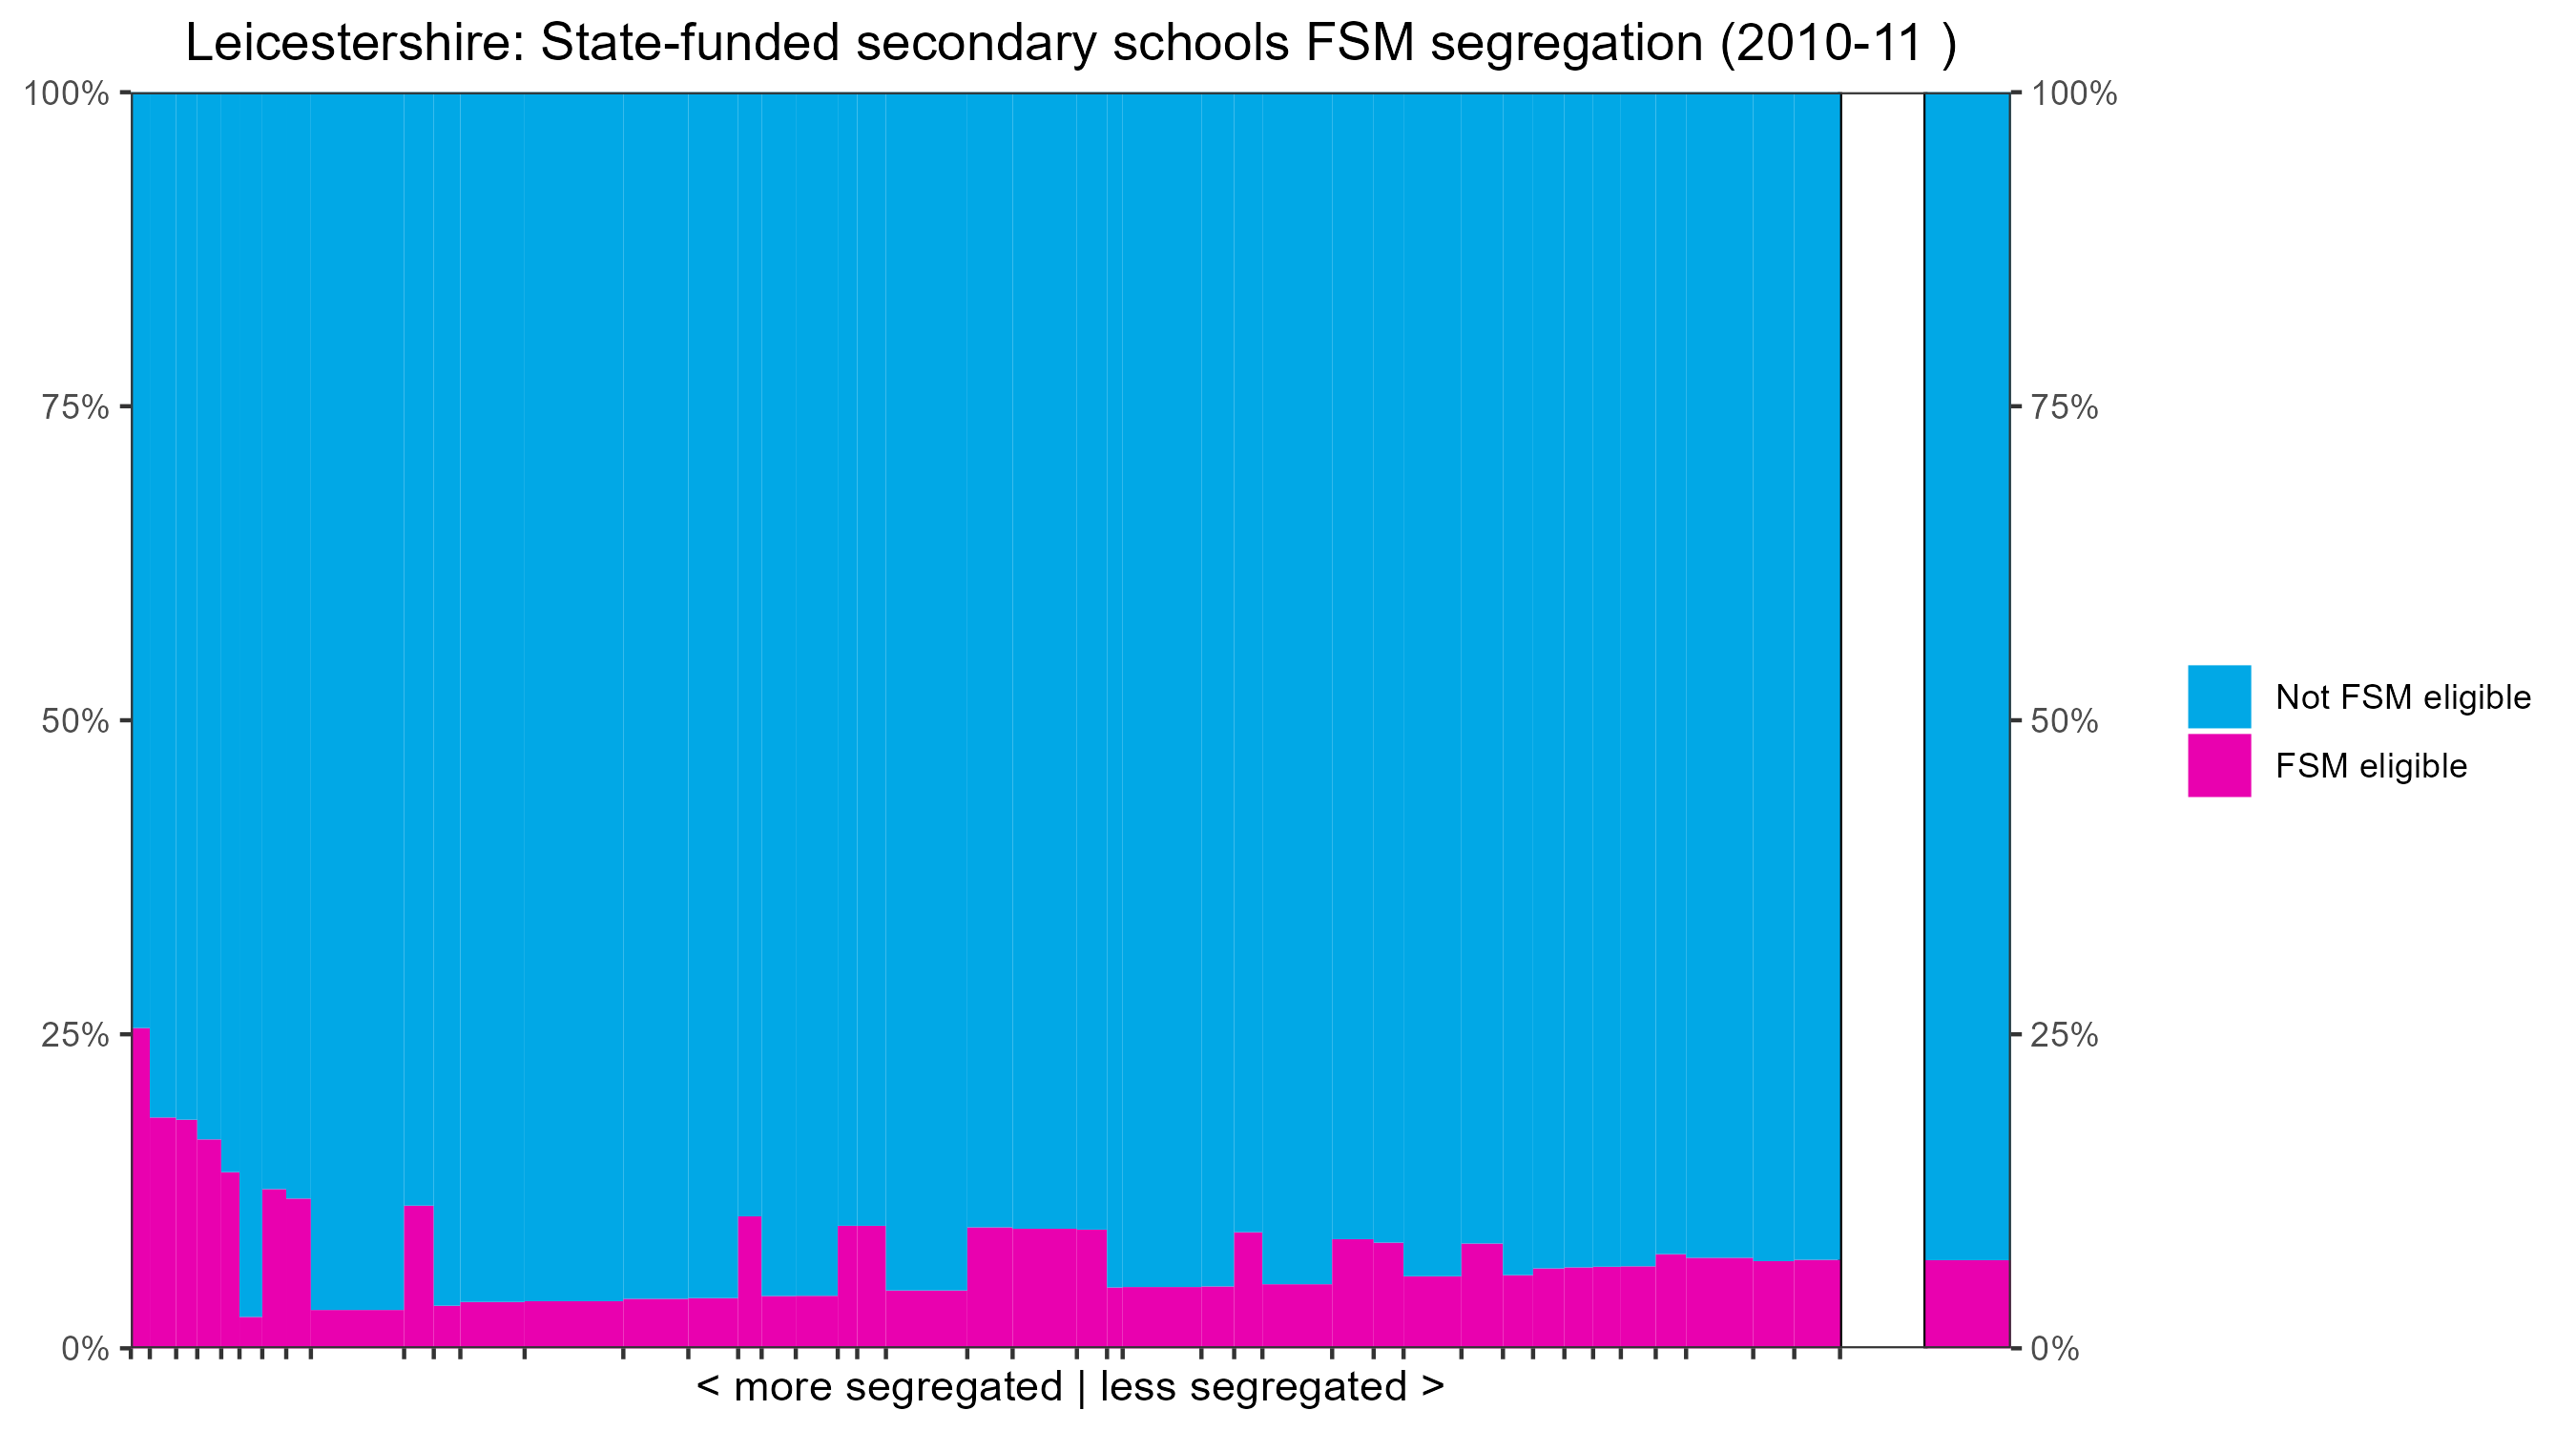 Leicestershire: State-funded secondary schools FSM segregation (2010-11 )
100%
75%
50%
25%
0%
100%
75%
50%
25%
0%
Not FSM eligible
FSM eligible
< more segregated | less segregated >